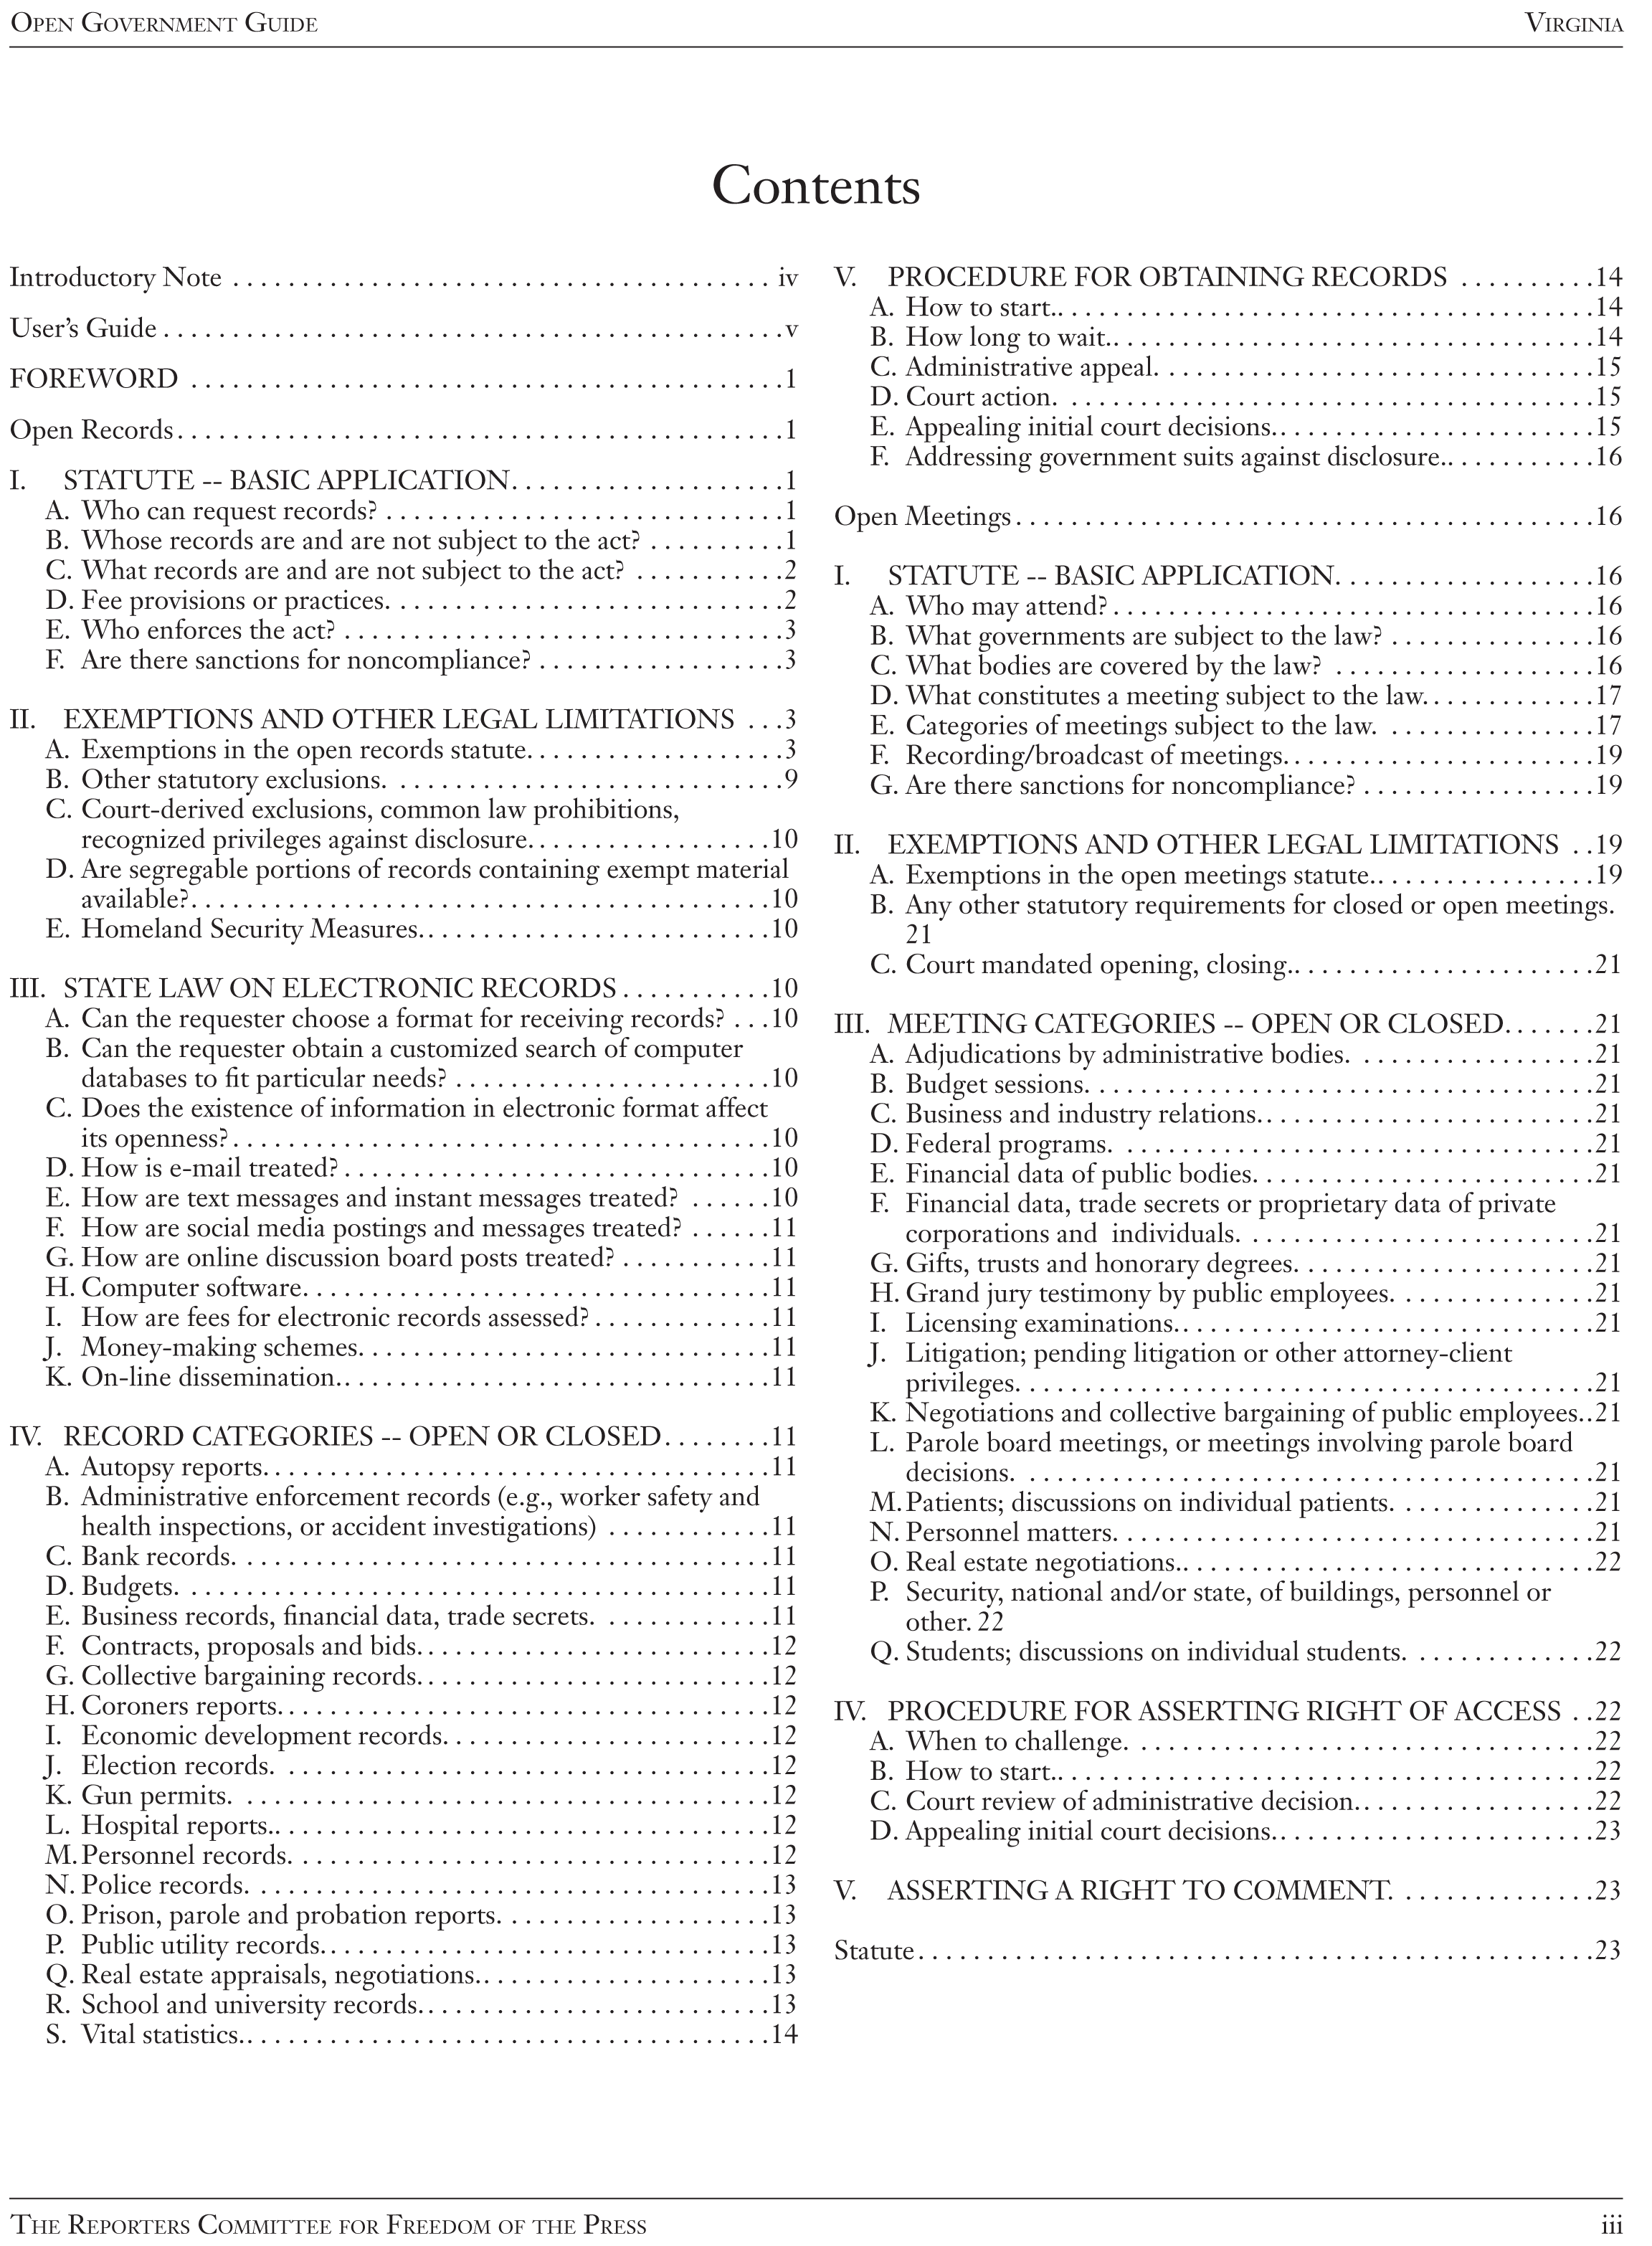 OPEN GOVERNMENT GUIDE VIRGINIA
Contents
Introductory Note . . . . . . . . . . . . . . . . . . . . . . . . . . . . . . . . . . . . . . . iv
User’s Guide . . . . . . . . . . . . . . . . . . . . . . . . . . . . . . . . . . . . . . . . . . . . .v
FOREWORD . . . . . . . . . . . . . . . . . . . . . . . . . . . . . . . . . . . . . . . . . . .1
Open Records . . . . . . . . . . . . . . . . . . . . . . . . . . . . . . . . . . . . . . . . . . . .1
I. STATUTE -- BASIC APPLICATION. . . . . . . . . . . . . . . . . . . .1
A. Who can request records? . . . . . . . . . . . . . . . . . . . . . . . . . . . . .1
B. Whose records are and are not subject to the act? . . . . . . . . . .1
C. What records are and are not subject to the act? . . . . . . . . . . .2
D. Fee provisions or practices. . . . . . . . . . . . . . . . . . . . . . . . . . . . .2
E. Who enforces the act? . . . . . . . . . . . . . . . . . . . . . . . . . . . . . . . .3
F. Are there sanctions for noncompliance? . . . . . . . . . . . . . . . . . .3
II. EXEMPTIONS AND OTHER LEGAL LIMITATIONS . . .3
A. Exemptions in the open records statute. . . . . . . . . . . . . . . . . . .3
B. Other statutory exclusions. . . . . . . . . . . . . . . . . . . . . . . . . . . . .9
C. Court-derived exclusions, common law prohibitions,
recognized privileges against disclosure. . . . . . . . . . . . . . . . . .10
D. Are segregable portions of records containing exempt material
available?. . . . . . . . . . . . . . . . . . . . . . . . . . . . . . . . . . . . . . . . . .10
E. Homeland Security Measures.. . . . . . . . . . . . . . . . . . . . . . . . . .10
III. STATE LAW ON ELECTRONIC RECORDS . . . . . . . . . . .10
A. Can the requester choose a format for receiving records? . . .10
B. Can the requester obtain a customized search of computer
databases to fit particular needs? . . . . . . . . . . . . . . . . . . . . . . .10
C. Does the existence of information in electronic format affect
its openness? . . . . . . . . . . . . . . . . . . . . . . . . . . . . . . . . . . . . . . .10
D. How is e-mail treated? . . . . . . . . . . . . . . . . . . . . . . . . . . . . . . .10
E. How are text messages and instant messages treated? . . . . . .10
F. How are social media postings and messages treated? . . . . . .11
G. How are online discussion board posts treated? . . . . . . . . . . .11
H. Computer software. . . . . . . . . . . . . . . . . . . . . . . . . . . . . . . . . .11
I. How are fees for electronic records assessed? . . . . . . . . . . . . .11
J. Money-making schemes. . . . . . . . . . . . . . . . . . . . . . . . . . . . . .11
K. On-line dissemination.. . . . . . . . . . . . . . . . . . . . . . . . . . . . . . .11
IV. RECORD CATEGORIES -- OPEN OR CLOSED. . . . . . . .11
A. Autopsy reports. . . . . . . . . . . . . . . . . . . . . . . . . . . . . . . . . . . . .11
B. Administrative enforcement records (e.g., worker safety and
health inspections, or accident investigations) . . . . . . . . . . . .11
C. Bank records. . . . . . . . . . . . . . . . . . . . . . . . . . . . . . . . . . . . . . .11
D. Budgets. . . . . . . . . . . . . . . . . . . . . . . . . . . . . . . . . . . . . . . . . . .11
E. Business records, financial data, trade secrets. . . . . . . . . . . . .11
F. Contracts, proposals and bids. . . . . . . . . . . . . . . . . . . . . . . . . .12
G. Collective bargaining records. . . . . . . . . . . . . . . . . . . . . . . . . .12
H. Coroners reports. . . . . . . . . . . . . . . . . . . . . . . . . . . . . . . . . . . .12
I. Economic development records. . . . . . . . . . . . . . . . . . . . . . . .12
J. Election records. . . . . . . . . . . . . . . . . . . . . . . . . . . . . . . . . . . .12
K. Gun permits. . . . . . . . . . . . . . . . . . . . . . . . . . . . . . . . . . . . . . .12
L. Hospital reports.. . . . . . . . . . . . . . . . . . . . . . . . . . . . . . . . . . . .12
M. Personnel records. . . . . . . . . . . . . . . . . . . . . . . . . . . . . . . . . . .12
N. Police records. . . . . . . . . . . . . . . . . . . . . . . . . . . . . . . . . . . . . .13
O. Prison, parole and probation reports. . . . . . . . . . . . . . . . . . . .13
P. Public utility records. . . . . . . . . . . . . . . . . . . . . . . . . . . . . . . . .13
Q. Real estate appraisals, negotiations.. . . . . . . . . . . . . . . . . . . . .13
R. School and university records. . . . . . . . . . . . . . . . . . . . . . . . . .13
S. Vital statistics.. . . . . . . . . . . . . . . . . . . . . . . . . . . . . . . . . . . . . .14
V. PROCEDURE FOR OBTAINING RECORDS . . . . . . . . . .14
A. How to start.. . . . . . . . . . . . . . . . . . . . . . . . . . . . . . . . . . . . . . .14
B. How long to wait.. . . . . . . . . . . . . . . . . . . . . . . . . . . . . . . . . . .14
C. Administrative appeal. . . . . . . . . . . . . . . . . . . . . . . . . . . . . . . .15
D. Court action. . . . . . . . . . . . . . . . . . . . . . . . . . . . . . . . . . . . . . .15
E. Appealing initial court decisions.. . . . . . . . . . . . . . . . . . . . . . .15
F. Addressing government suits against disclosure.. . . . . . . . . . .16
Open Meetings . . . . . . . . . . . . . . . . . . . . . . . . . . . . . . . . . . . . . . . . . .16
I. STATUTE -- BASIC APPLICATION. . . . . . . . . . . . . . . . . . .16
A. Who may attend? . . . . . . . . . . . . . . . . . . . . . . . . . . . . . . . . . . .16
B. What governments are subject to the law? . . . . . . . . . . . . . . .16
C. What bodies are covered by the law? . . . . . . . . . . . . . . . . . . .16
D. What constitutes a meeting subject to the law. . . . . . . . . . . . .17
E. Categories of meetings subject to the law. . . . . . . . . . . . . . . .17
F. Recording/broadcast of meetings. . . . . . . . . . . . . . . . . . . . . . .19
G. Are there sanctions for noncompliance? . . . . . . . . . . . . . . . . .19
II. EXEMPTIONS AND OTHER LEGAL LIMITATIONS . .19
A. Exemptions in the open meetings statute.. . . . . . . . . . . . . . . .19
B. Any other statutory requirements for closed or open meetings.
21
C. Court mandated opening, closing.. . . . . . . . . . . . . . . . . . . . . .21
III. MEETING CATEGORIES -- OPEN OR CLOSED. . . . . . .21
A. Adjudications by administrative bodies. . . . . . . . . . . . . . . . . .21
B. Budget sessions. . . . . . . . . . . . . . . . . . . . . . . . . . . . . . . . . . . . .21
C. Business and industry relations.. . . . . . . . . . . . . . . . . . . . . . . .21
D. Federal programs. . . . . . . . . . . . . . . . . . . . . . . . . . . . . . . . . . .21
E. Financial data of public bodies. . . . . . . . . . . . . . . . . . . . . . . . .21
F. Financial data, trade secrets or proprietary data of private
corporations and individuals. . . . . . . . . . . . . . . . . . . . . . . . . .21
G. Gifts, trusts and honorary degrees. . . . . . . . . . . . . . . . . . . . . .21
H. Grand jury testimony by public employees. . . . . . . . . . . . . . .21
I. Licensing examinations.. . . . . . . . . . . . . . . . . . . . . . . . . . . . . .21
J. Litigation; pending litigation or other attorney-client
privileges. . . . . . . . . . . . . . . . . . . . . . . . . . . . . . . . . . . . . . . . . .21
K. Negotiations and collective bargaining of public employees. .21
L. Parole board meetings, or meetings involving parole board
decisions. . . . . . . . . . . . . . . . . . . . . . . . . . . . . . . . . . . . . . . . . .21
M. Patients; discussions on individual patients. . . . . . . . . . . . . . .21
N. Personnel matters. . . . . . . . . . . . . . . . . . . . . . . . . . . . . . . . . . .21
O. Real estate negotiations.. . . . . . . . . . . . . . . . . . . . . . . . . . . . . .22
P. Security, national and/or state, of buildings, personnel or
other. 22
Q. Students; discussions on individual students. . . . . . . . . . . . . .22
IV. PROCEDURE FOR ASSERTING RIGHT OF ACCESS . .22
A. When to challenge. . . . . . . . . . . . . . . . . . . . . . . . . . . . . . . . . .22
B. How to start.. . . . . . . . . . . . . . . . . . . . . . . . . . . . . . . . . . . . . . .22
C. Court review of administrative decision. . . . . . . . . . . . . . . . . .22
D. Appealing initial court decisions.. . . . . . . . . . . . . . . . . . . . . . .23
V. ASSERTING A RIGHT TO COMMENT. . . . . . . . . . . . . . .23
Statute . . . . . . . . . . . . . . . . . . . . . . . . . . . . . . . . . . . . . . . . . . . . . . . . .23
THE REPORTERS COMMITTEE FOR FREEDOM OF THE PRESS iii